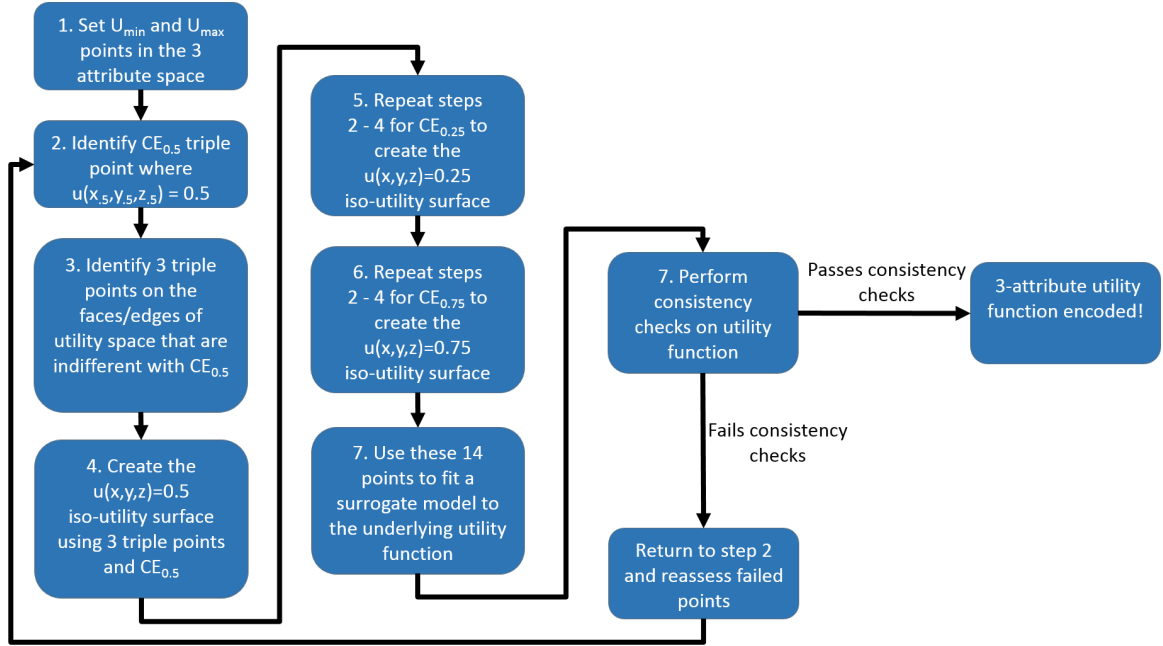 1. Set Umin and Umax
points in the 3
attribute space
2. Identify CE0.5 triple
point where
u(x.5,y.5,z.5) = 0.5
3. Identify 3 triple
points on the
faces/edges of
utility space that are
indifferent with CE0.5
4. Create the
u(x,y,z)=0.5
iso-utility surface
using 3 triple points
and CE0.5
5. Repeat steps
2 - 4 for CE0.25 to
create the
u(x,y,z)=0.25
iso-utility surface
6. Repeat steps
2 - 4 for CE0.75 to
create the
u(x,y,z)=0.75
iso-utility surface
7. Use these 14
points to fit a
surrogate model to
the underlying utility
function
7. Perform
consistency
checks on utility
function
Passes consistency
checks
3-attribute utility
function encoded!
Fails consistency
checks
Return to step 2
and reassess failed
points